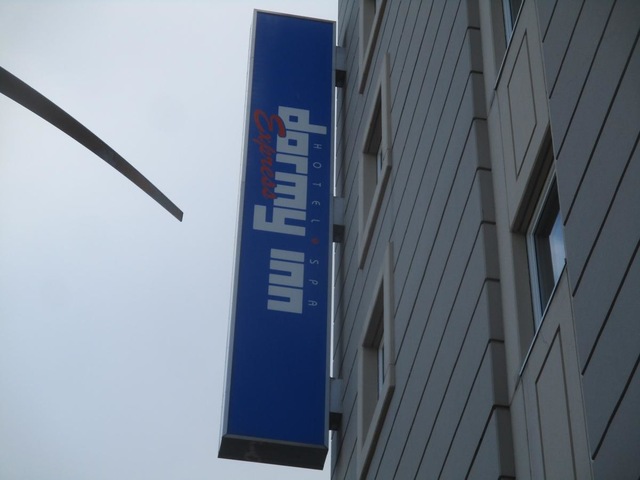 HOTEL • SPA
dormy inn
Express